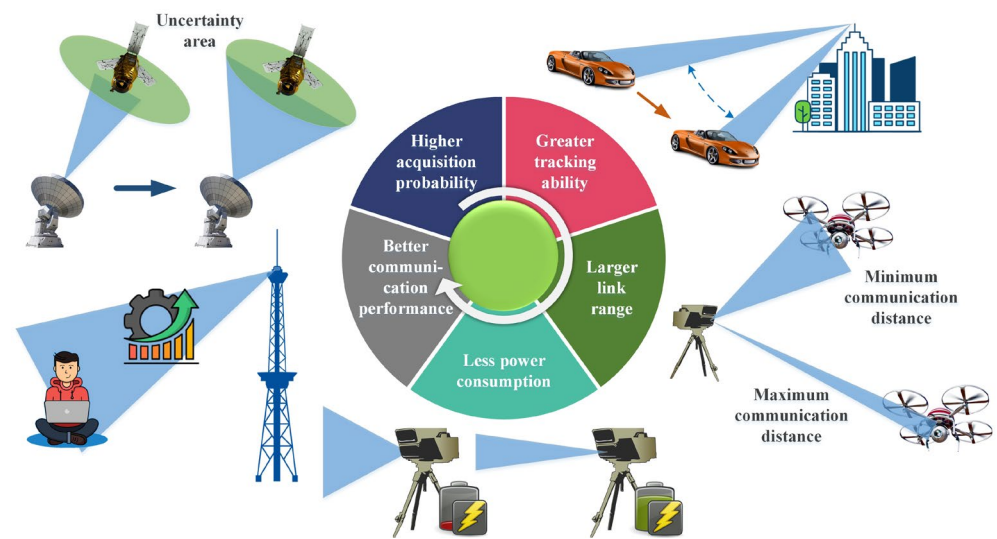 Uncertainty
area
Higher
acquisition
probability
Greater
tracking
ability
Better
communi-
cation
performance
Larger
link
range
Less power
consumption
Minimum
communication
distance
Maximum
communication
distance